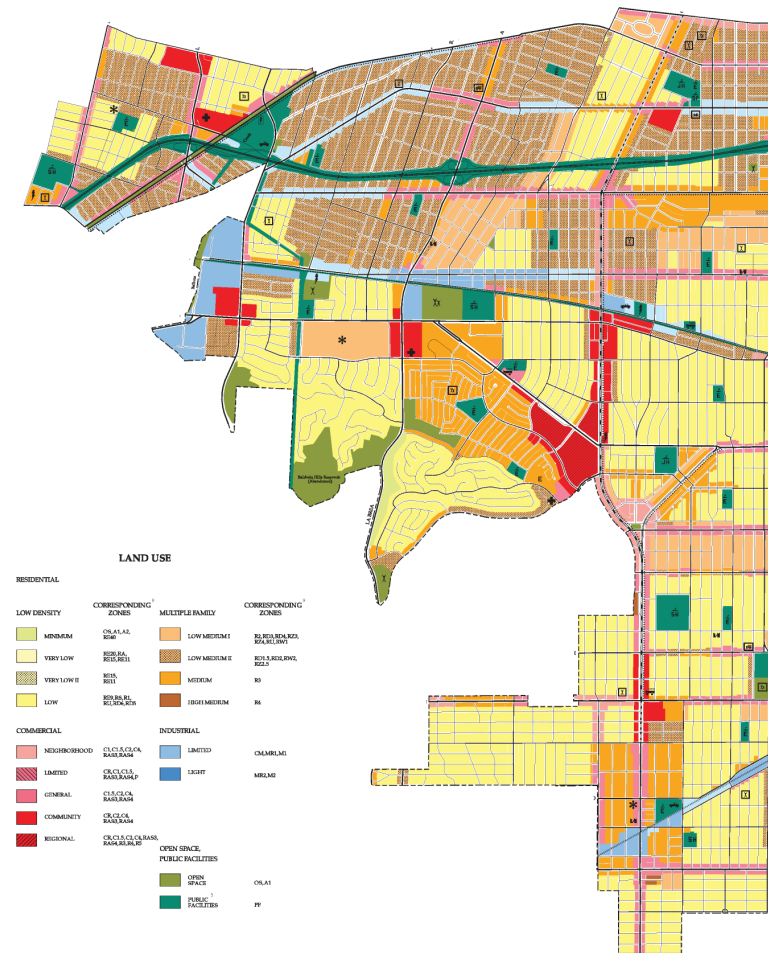 Baldwin Hills Reservoir
(Abandoned)
LA BREA
LAND USE
RESIDENTIAL
LOW DENSITY
CORRESPONDING
ZONES
MULTIPLE FAMILY
CORRESPONDING
ZONES
MINIMUM
OS, A1, A2,
RE40
LOW MEDIUM I
R2, RD3, RD4, RZ3,
RZ4, RU, RW1
VERY LOW
RE20, RA,
RE15, RE11
LOW MEDIUM II
RD1.5, RD2, RW2,
RZ2.5
VERY LOW II
RE15,
RE11
MEDIUM
R3
LOW
RE9, RS, R1,
RU, RD6, RD5
HIGH MEDIUM
R4
COMMERCIAL
INDUSTRIAL
NEIGHBORHOOD
C1, C1.5, C2, C4,
RAS3, RAS4
LIMITED
CM, MR1, M1
LIMITED
CR, C1, C1.5,
RAS3, RAS4, P
LIGHT
MR2, M2
GENERAL
C1.5, C2, C4,
RAS3, RAS4
COMMUNITY
CR, C2, C4,
RAS3, RAS4
REGIONAL
CR, C1.5, C2, C4, RAS3,
RAS4, R3, R4, R5
OPEN SPACE,
PUBLIC FACILITIES
OPEN
SPACE
OS, A1
PUBLIC
FACILITIES
PF